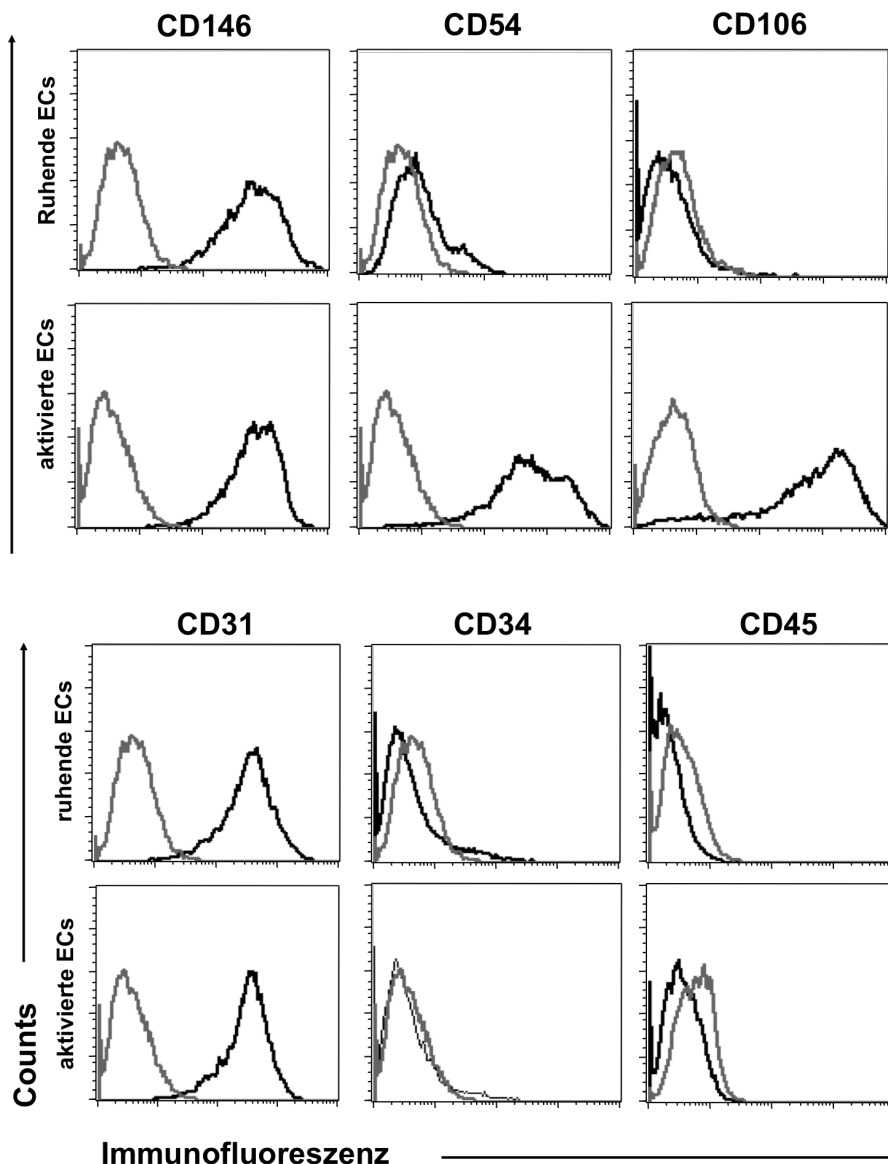 CD146 CD54 CD106
Ruhende ECs
aktivierte ECs
CD31 CD34 CD45
ruhende ECs
aktivierte ECs
Counts
Immunofluoreszenz